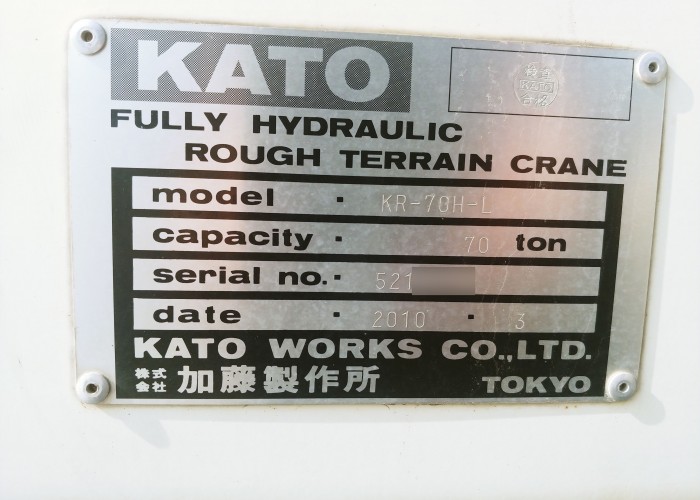 KATO
FULLY HYDRAULIC
ROUGH TERRAIN CRANE
model · KR-70H-L
capacity · 70 ton
serial no. · 521
date · 2010 · 3
KATO WORKS CO.,LTD.
株式会社 加藤製作所 TOKYO